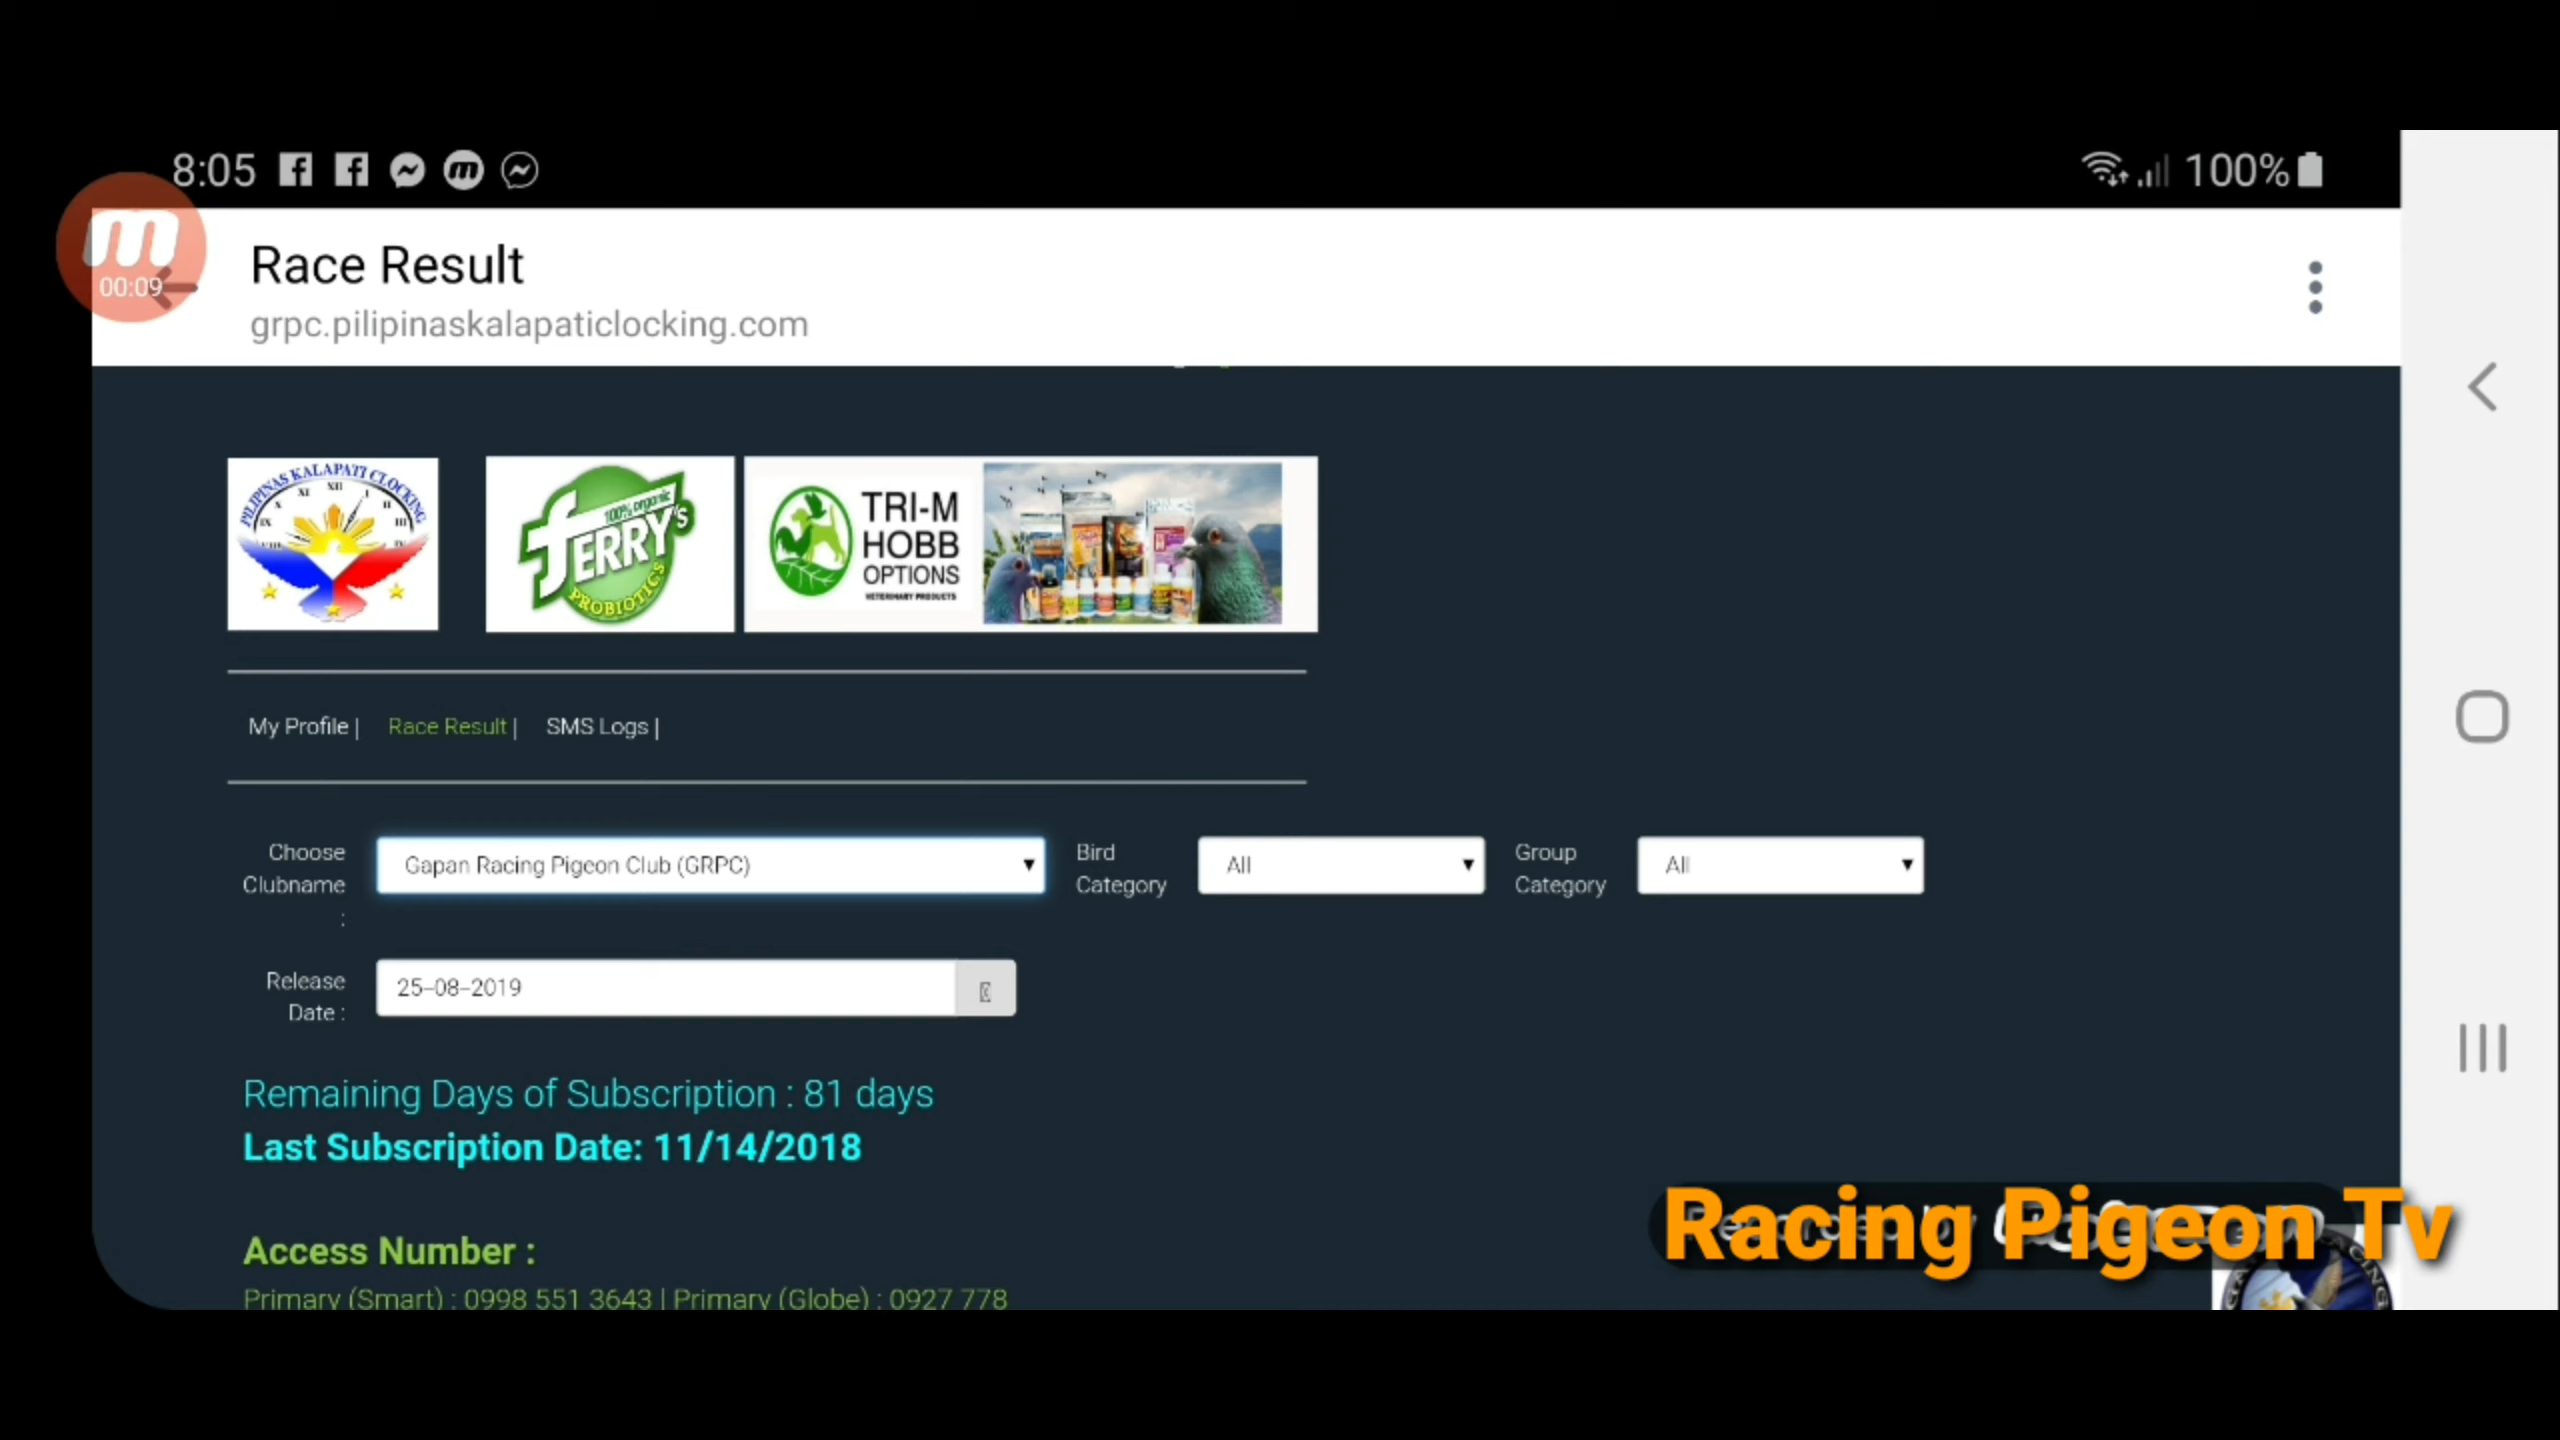 8:05
100%
00:09
Race Result
grpc.pilipinaskalapaticlocking.com
PILIPINAS KALAPATI CLOCKING
100% organic
fERRY's
PROBIOTICS
TRI-M
HOBB
OPTIONS
VETERINARY PRODUCTS
My Profile | Race Result | SMS Logs |
Choose Clubname : Gapan Racing Pigeon Club (GRPC) Bird Category All Group Category All
Release Date : 25-08-2019
Remaining Days of Subscription : 81 days
Last Subscription Date: 11/14/2018
Access Number :
Primary (Smart) : 0998 551 3643 | Primary (Globe) : 0927 778
Racing Pigeon Tv